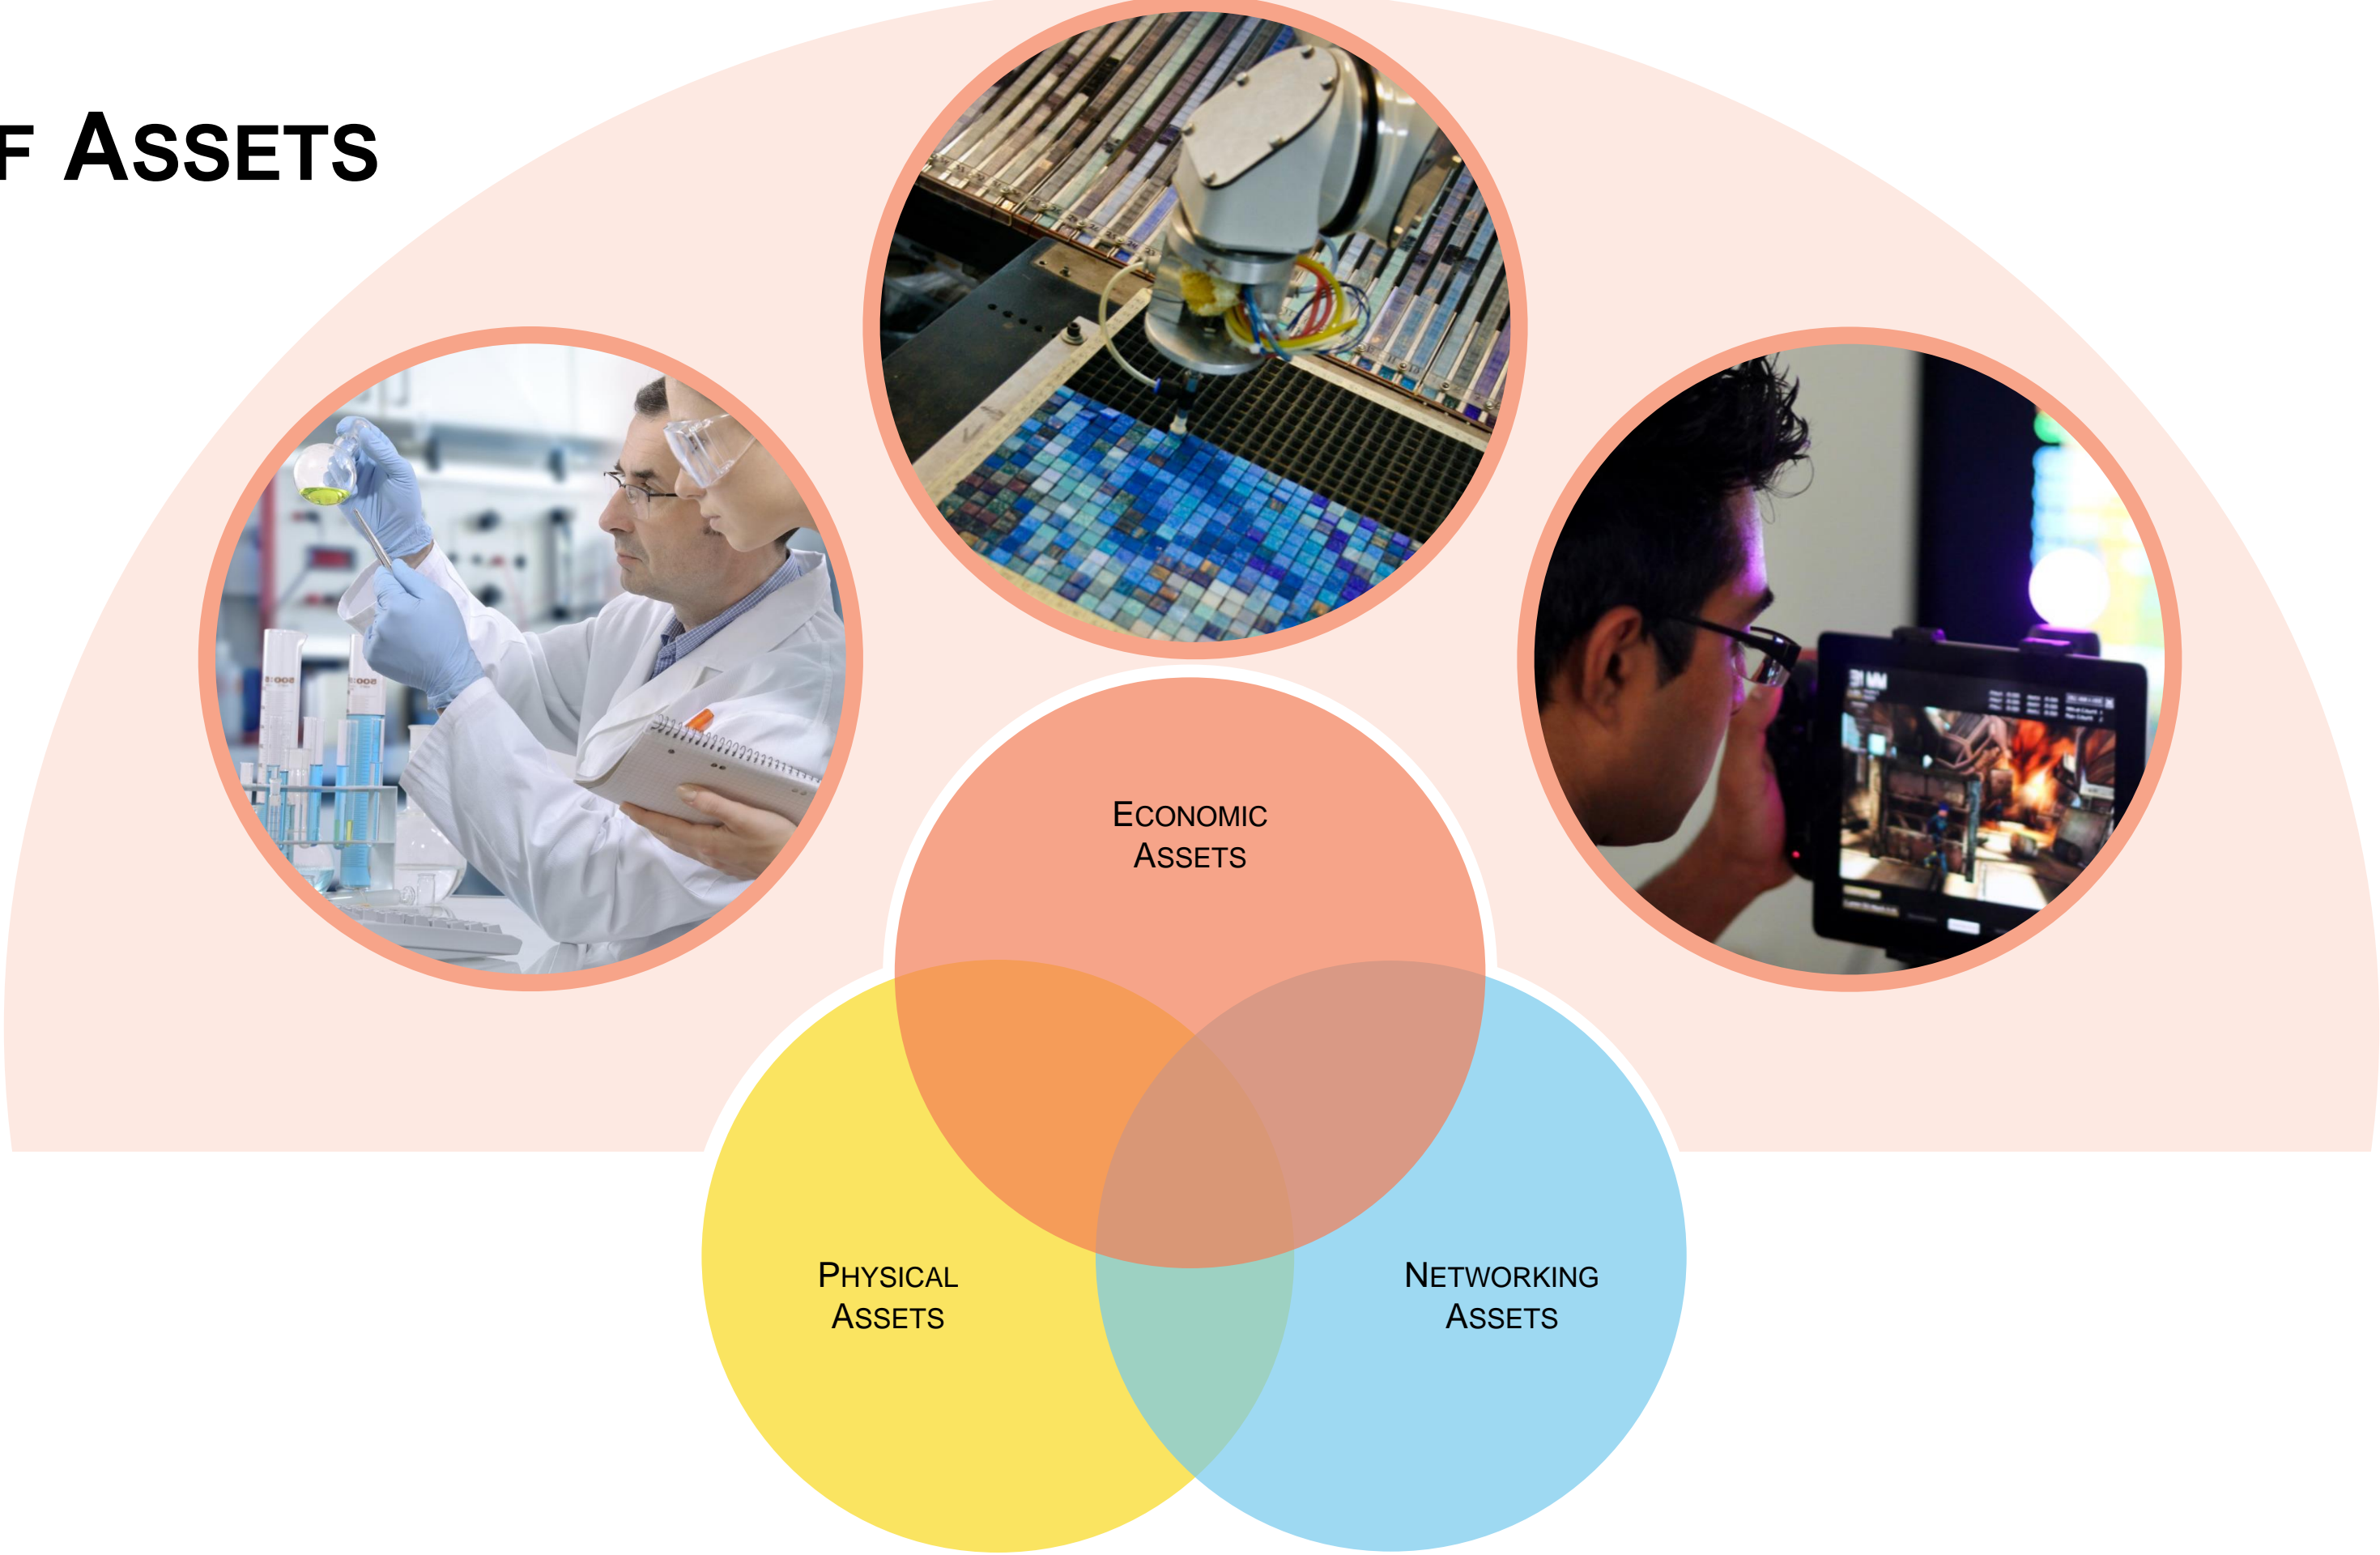 F ASSETS
ECONOMIC
ASSETS
PHYSICAL
ASSETS
NETWORKING
ASSETS